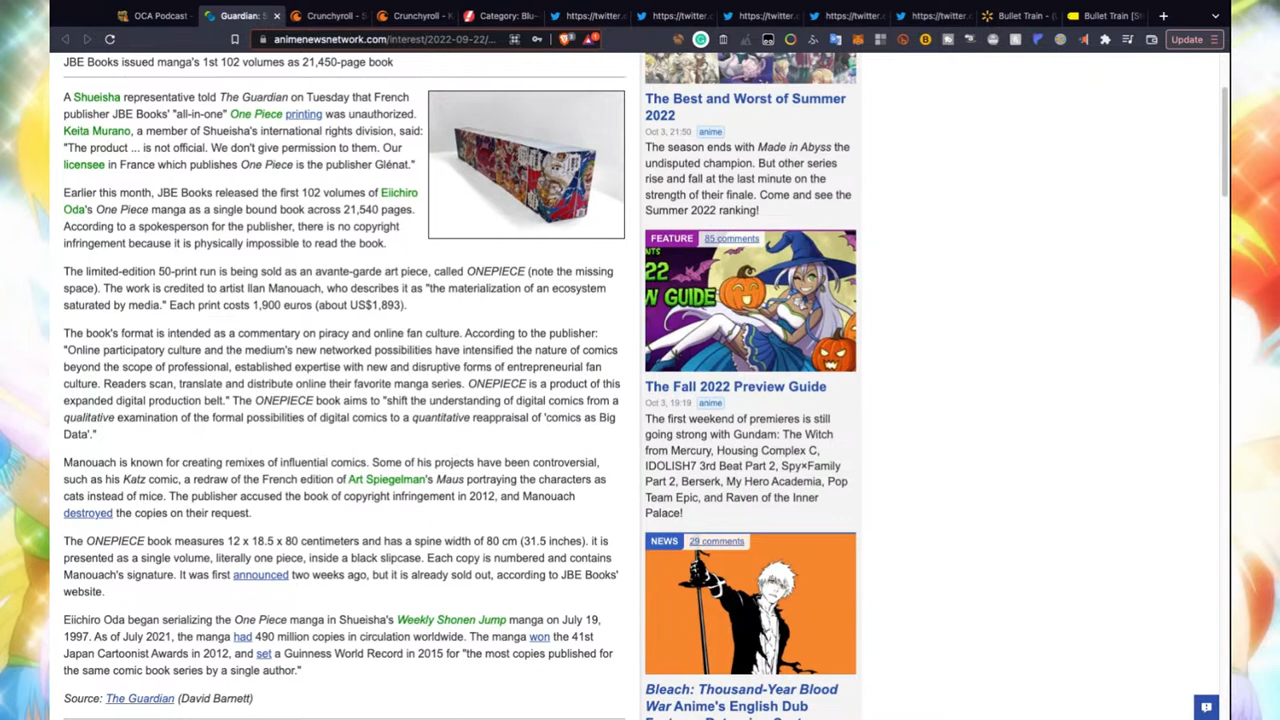 OCA Podcast
Guardian:
Crunchyroll -
Crunchyroll -
Category: Blu-
https://twitter.c
https://twitter.c
https://twitter.c
https://twitter.c
https://twitter.c
Bullet Train - (
Bullet Train [St
animenewsnetwork.com/interest/2022-09-22/...
Update
JBE Books issued manga's 1st 102 volumes as 21,450-page book
A Shueisha representative told The Guardian on Tuesday that French
publisher JBE Books' "all-in-one" One Piece printing was unauthorized.
Keita Murano, a member of Shueisha's international rights division, said:
"The product ... is not official. We don't give permission to them. Our
licensee in France which publishes One Piece is the publisher Glénat."
Earlier this month, JBE Books released the first 102 volumes of Eiichiro
Oda's One Piece manga as a single bound book across 21,540 pages.
According to a spokesperson for the publisher, there is no copyright
infringement because it is physically impossible to read the book.
The limited-edition 50-print run is being sold as an avante-garde art piece, called ONEPIECE (note the missing
space). The work is credited to artist Ilan Manouach, who describes it as "the materialization of an ecosystem
saturated by media." Each print costs 1,900 euros (about US$1,893).
The book's format is intended as a commentary on piracy and online fan culture. According to the publisher:
"Online participatory culture and the medium's new networked possibilities have intensified the nature of comics
beyond the scope of professional, established expertise with new and disruptive forms of entrepreneurial fan
culture. Readers scan, translate and distribute online their favorite manga series. ONEPIECE is a product of this
expanded digital production belt." The ONEPIECE book aims to "shift the understanding of digital comics from a
qualitative examination of the formal possibilities of digital comics to a quantitative reappraisal of 'comics as Big
Data'."
Manouach is known for creating remixes of influential comics. Some of his projects have been controversial,
such as his Katz comic, a redraw of the French edition of Art Spiegelman's Maus portraying the characters as
cats instead of mice. The publisher accused the book of copyright infringement in 2012, and Manouach
destroyed the copies on their request.
The ONEPIECE book measures 12 x 18.5 x 80 centimeters and has a spine width of 80 cm (31.5 inches). it is
presented as a single volume, literally one piece, inside a black slipcase. Each copy is numbered and contains
Manouach's signature. It was first announced two weeks ago, but it is already sold out, according to JBE Books'
website.
Eiichiro Oda began serializing the One Piece manga in Shueisha's Weekly Shonen Jump manga on July 19,
1997. As of July 2021, the manga had 490 million copies in circulation worldwide. The manga won the 41st
Japan Cartoonist Awards in 2012, and set a Guinness World Record in 2015 for "the most copies published for
the same comic book series by a single author."
Source: The Guardian (David Barnett)
The Best and Worst of Summer
2022
Oct 3, 21:50 anime
The season ends with Made in Abyss the
undisputed champion. But other series
rise and fall at the last minute on the
strength of their finale. Come and see the
Summer 2022 ranking!
FEATURE 85 comments
NTS
22
W GUIDE
The Fall 2022 Preview Guide
Oct 3, 19:19 anime
The first weekend of premieres is still
going strong with Gundam: The Witch
from Mercury, Housing Complex C,
IDOLISH7 3rd Beat Part 2, Spy×Family
Part 2, Berserk, My Hero Academia, Pop
Team Epic, and Raven of the Inner
Palace!
NEWS 29 comments
Bleach: Thousand-Year Blood
War Anime's English Dub